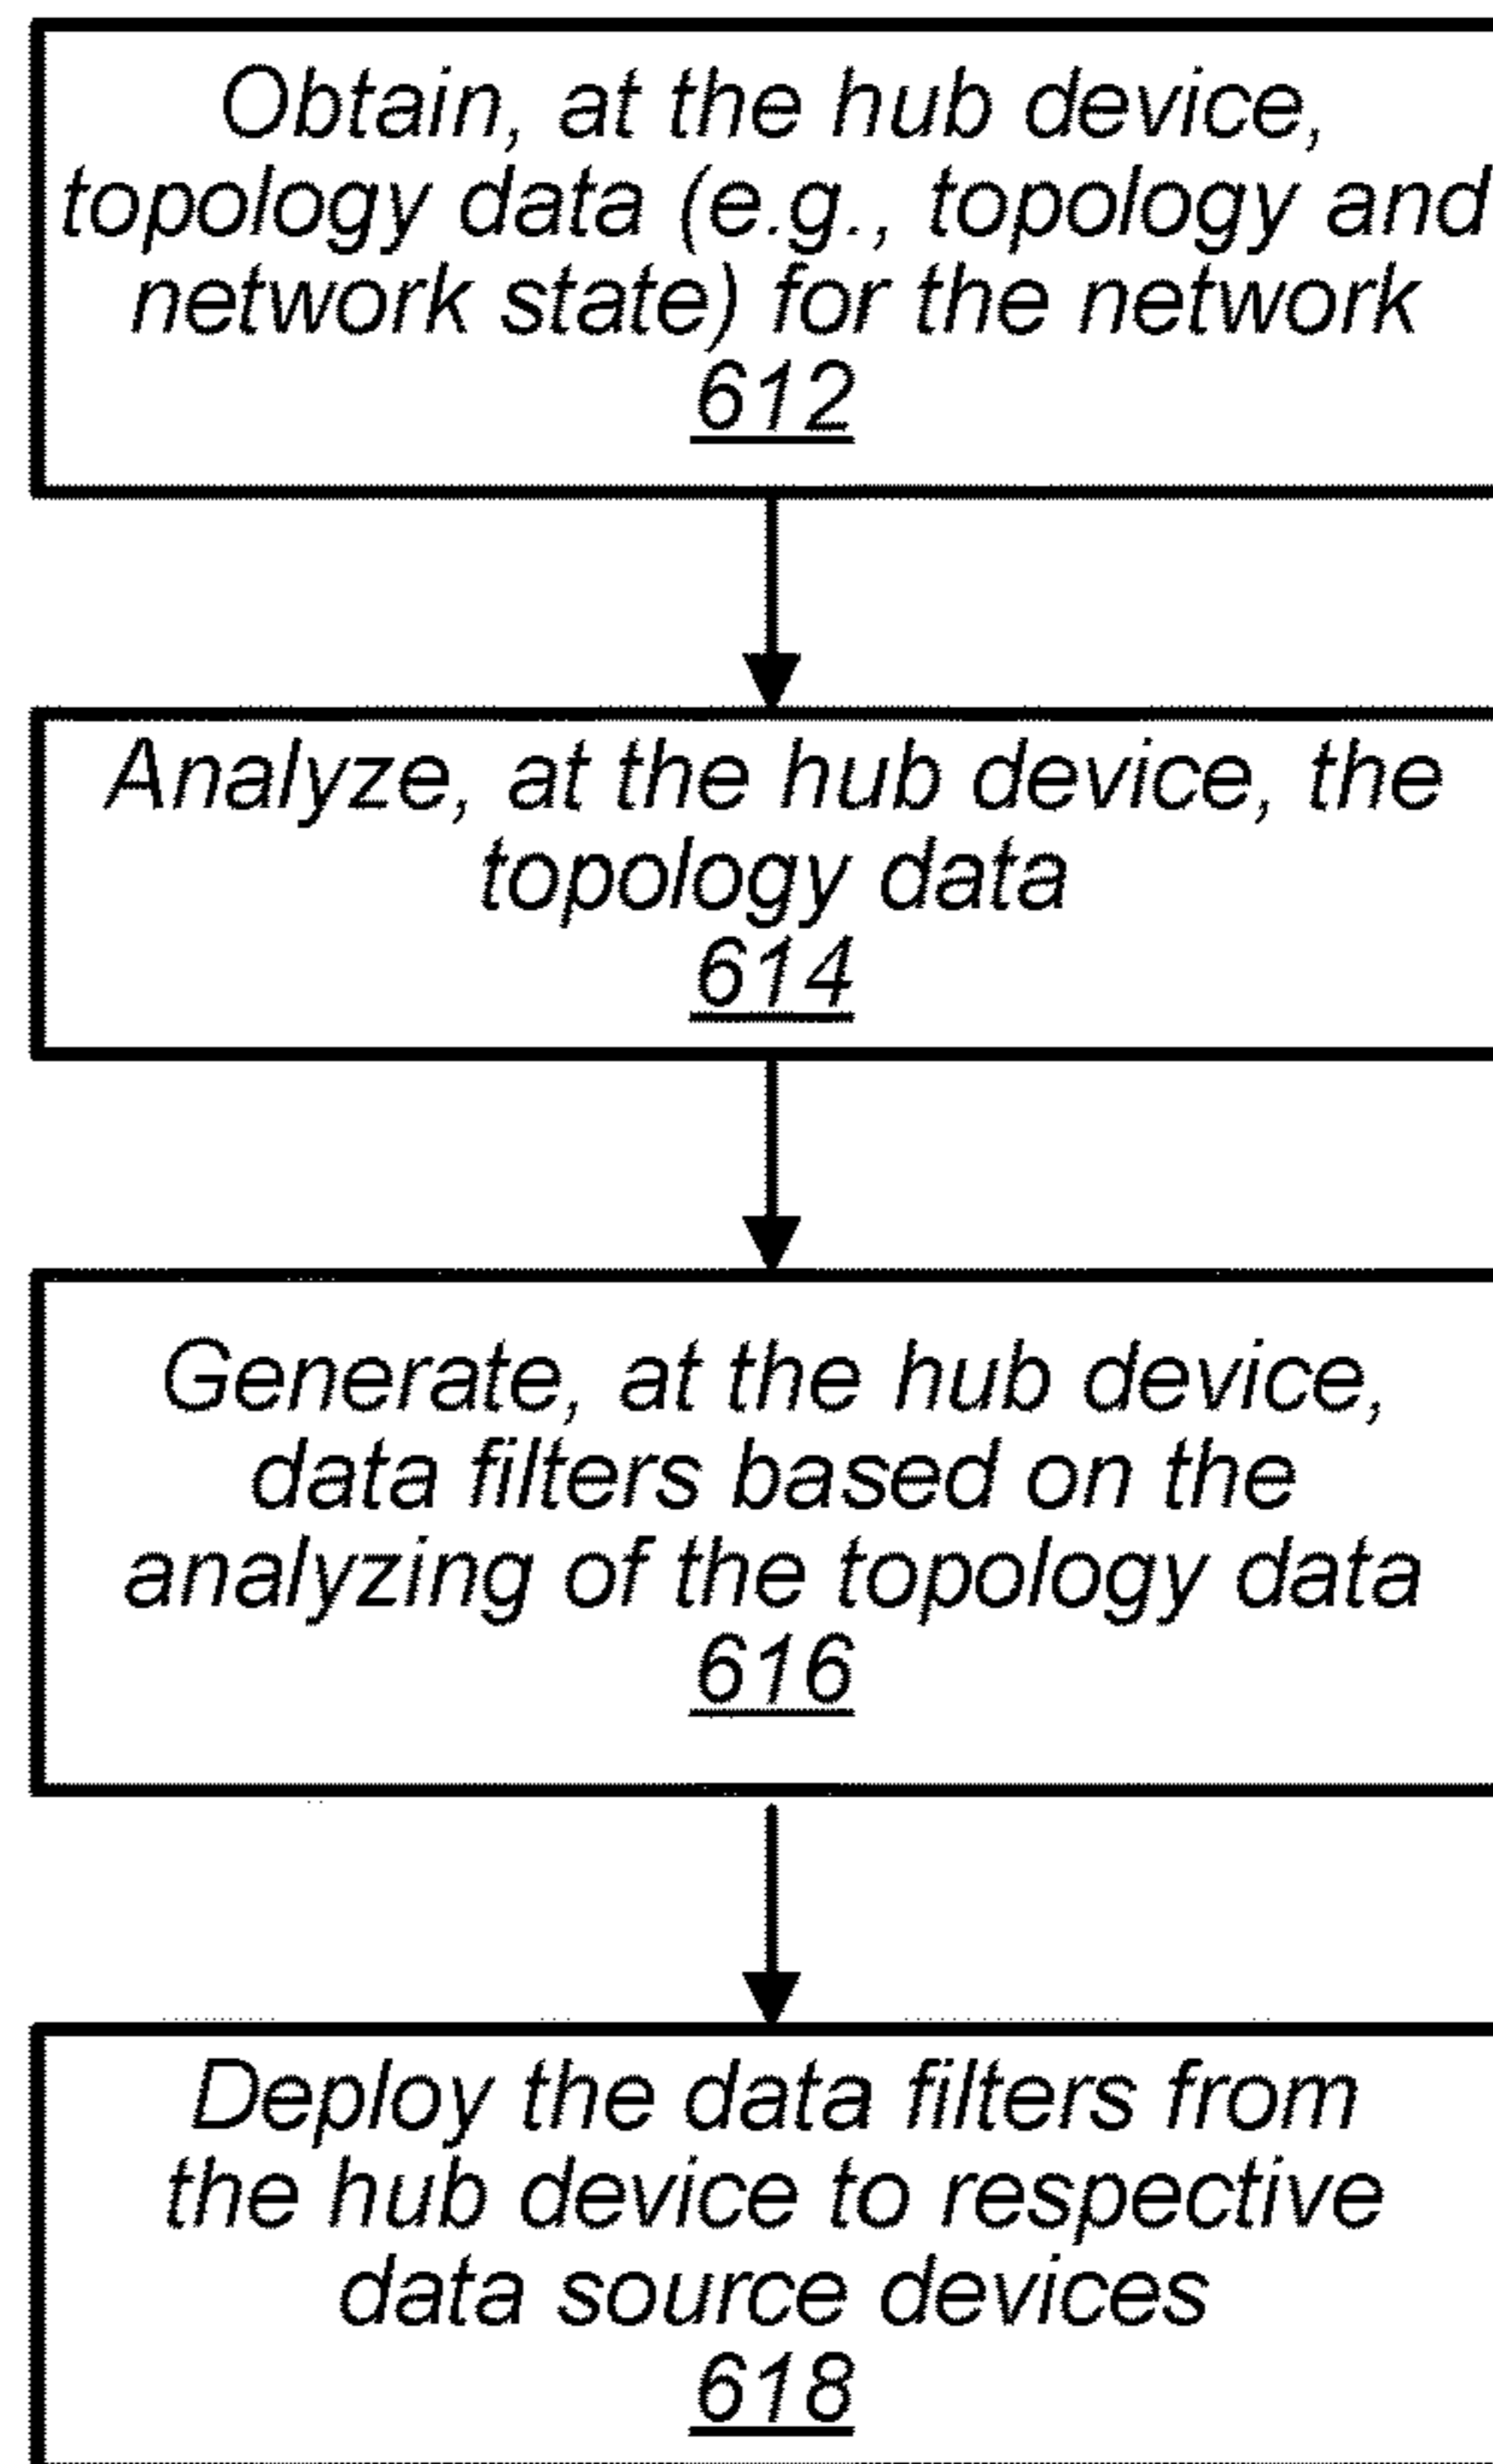 Obtain, at the hub device,
topology data (e.g., topology and
network state) for the network
612
Analyze, at the hub device, the
topology data
614
Generate, at the hub device,
data filters based on the
analyzing of the topology data
616
Deploy the data filters from
the hub device to respective
data source devices
618